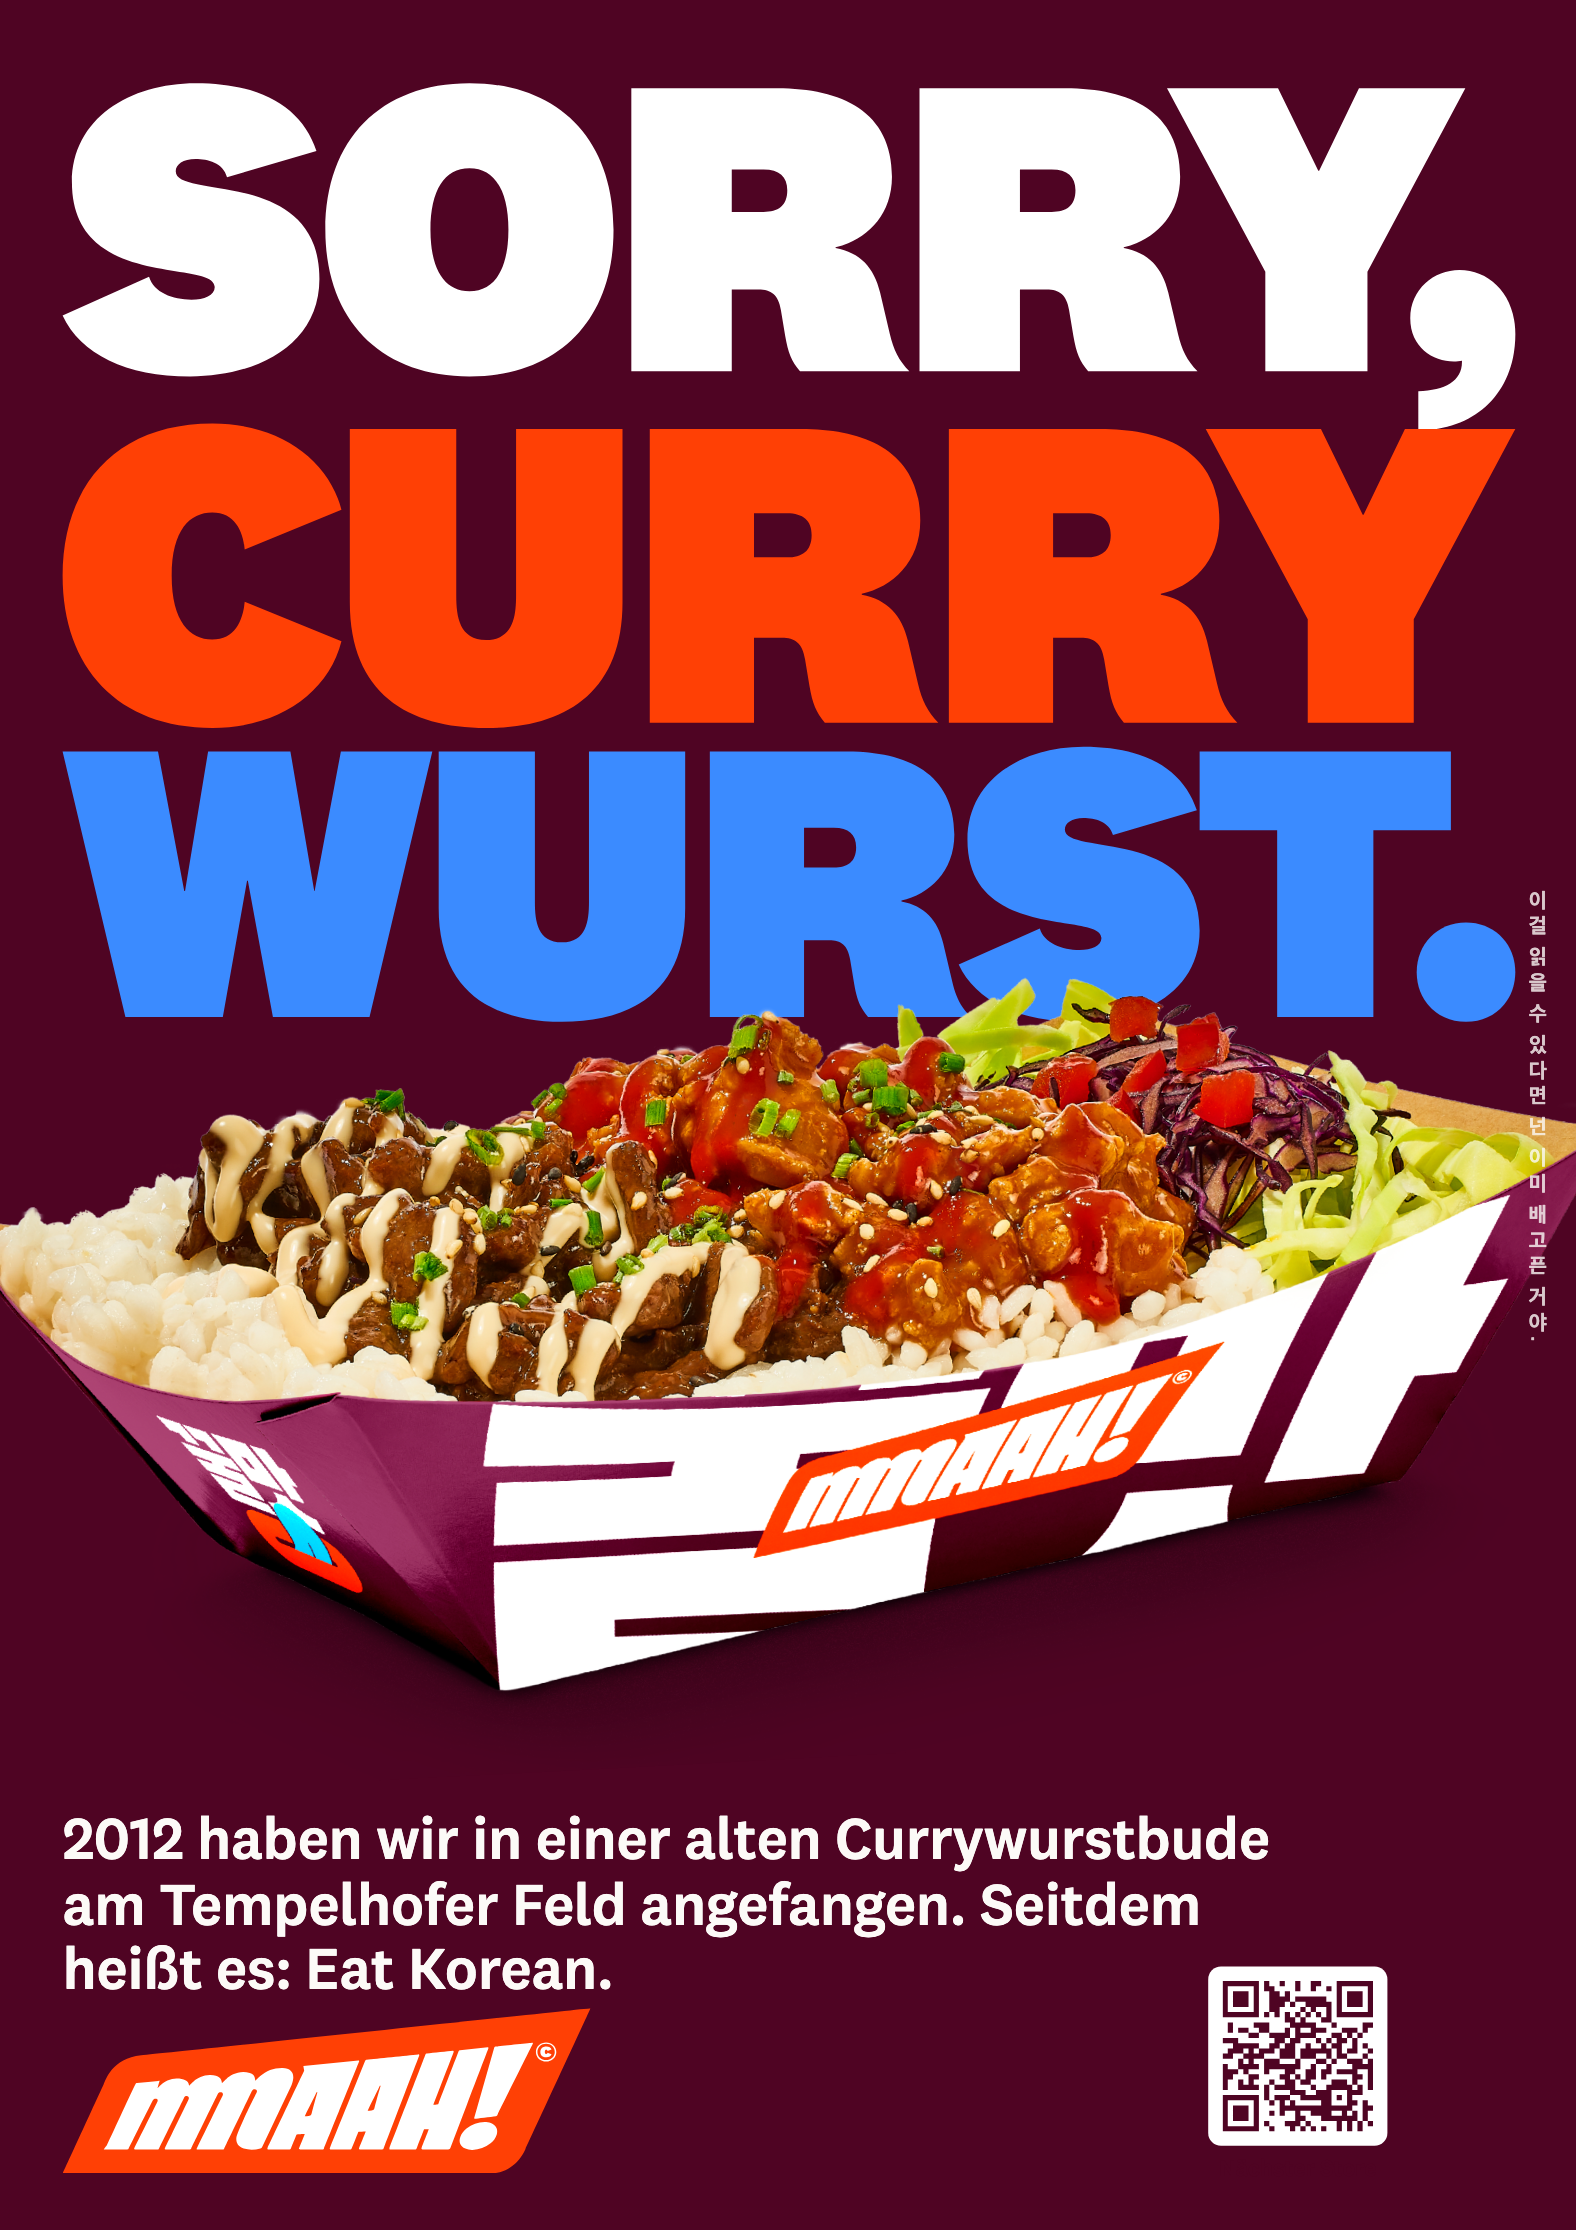 SORRY,
CURRY
WURST.
이걸 읽을 수 있다면 넌 이미 배고픈 거야.
MMAAH!©
2012 haben wir in einer alten Currywurstbude
am Tempelhofer Feld angefangen. Seitdem
heißt es: Eat Korean.
MMAAH!©